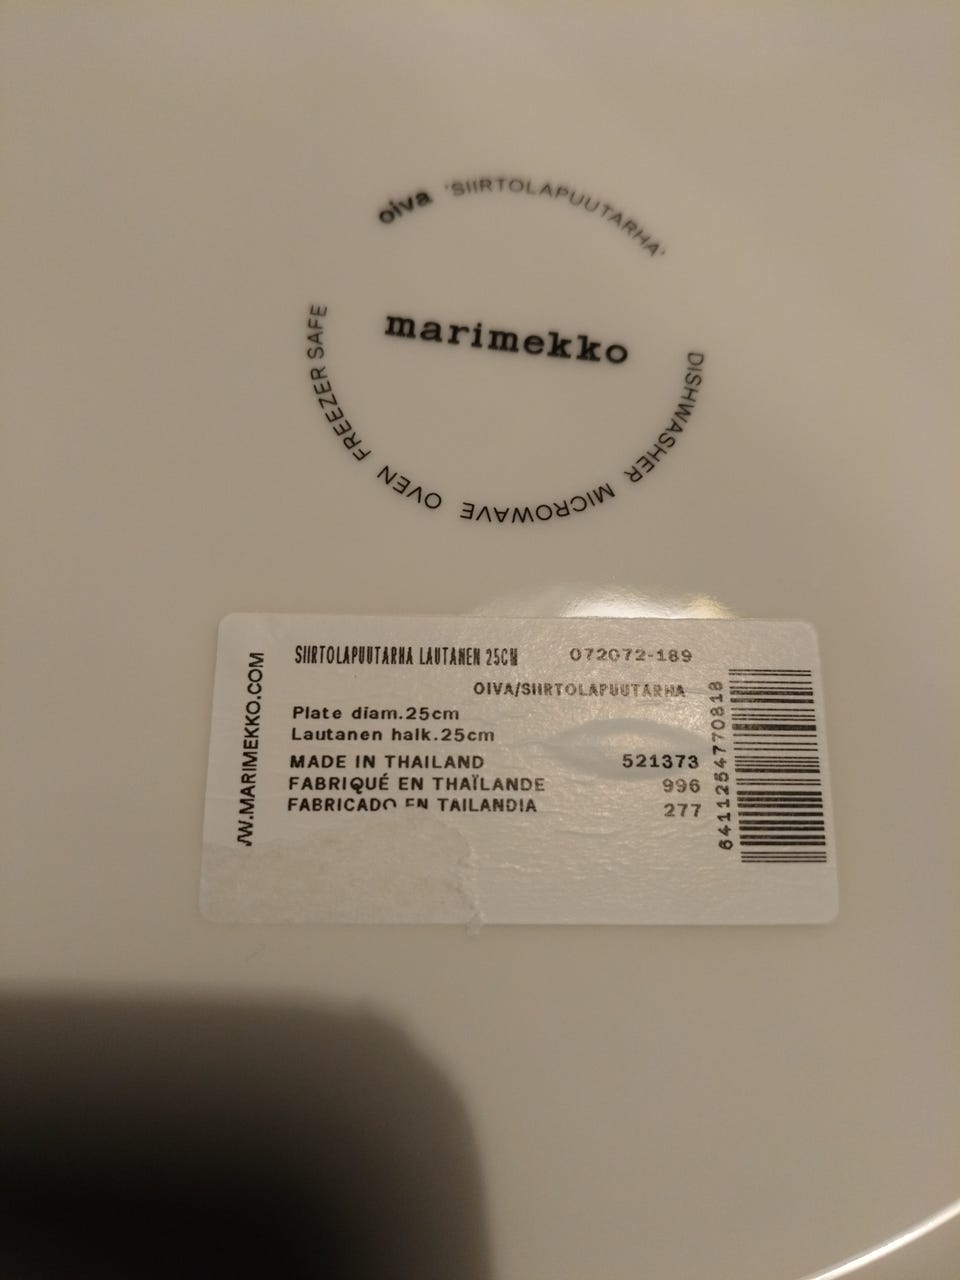 oiva 'SIIRTOLAPUUTARHA'
marimekko
DISHWASHER MICROWAVE OVEN FREEZER SAFE
SIIRTOLAPUUTARHA LAUTANEN 25CM 072072-189
OIVA/SIIRTOLAPUUTARHA
Plate diam.25cm
Lautanen halk.25cm
MADE IN THAILAND 521373
FABRIQUÉ EN THAÏLANDE 996
FABRICADO EN TAILANDIA 277
W.MARIMEKKO.COM
6411254770818